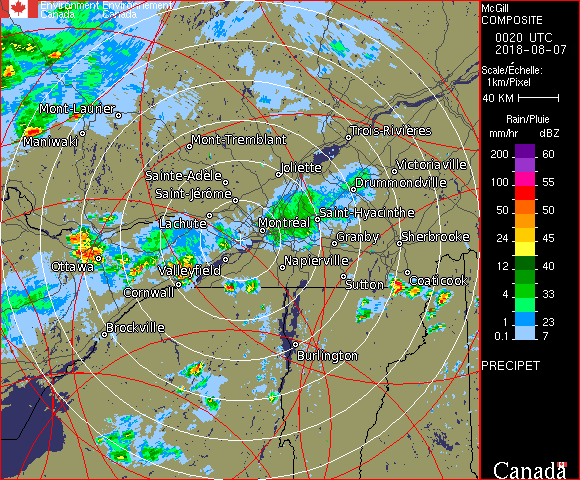 Environment Environnement
Canada Canada
McGill
COMPOSITE
0020 UTC
2018-08-07
Scale/Échelle:
1km/Pixel
40 KM
Rain/Pluie
mm/hr dBZ
200 60
100 55
50 50
24 45
12 40
4 33
1 23
0.1 7
PRECIPET
Canada
Mont-Laurier
Maniwaki
Mont-Tremblant
Trois-Rivières
Joliette
Victoriaville
Sainte-Adèle
Drummondville
Saint-Jérôme
Saint-Hyacinthe
Lachute
Montréal
Granby
Sherbrooke
Ottawa
Valleyfield
Napierville
Cornwall
Sutton
Coaticook
Brockville
Burlington